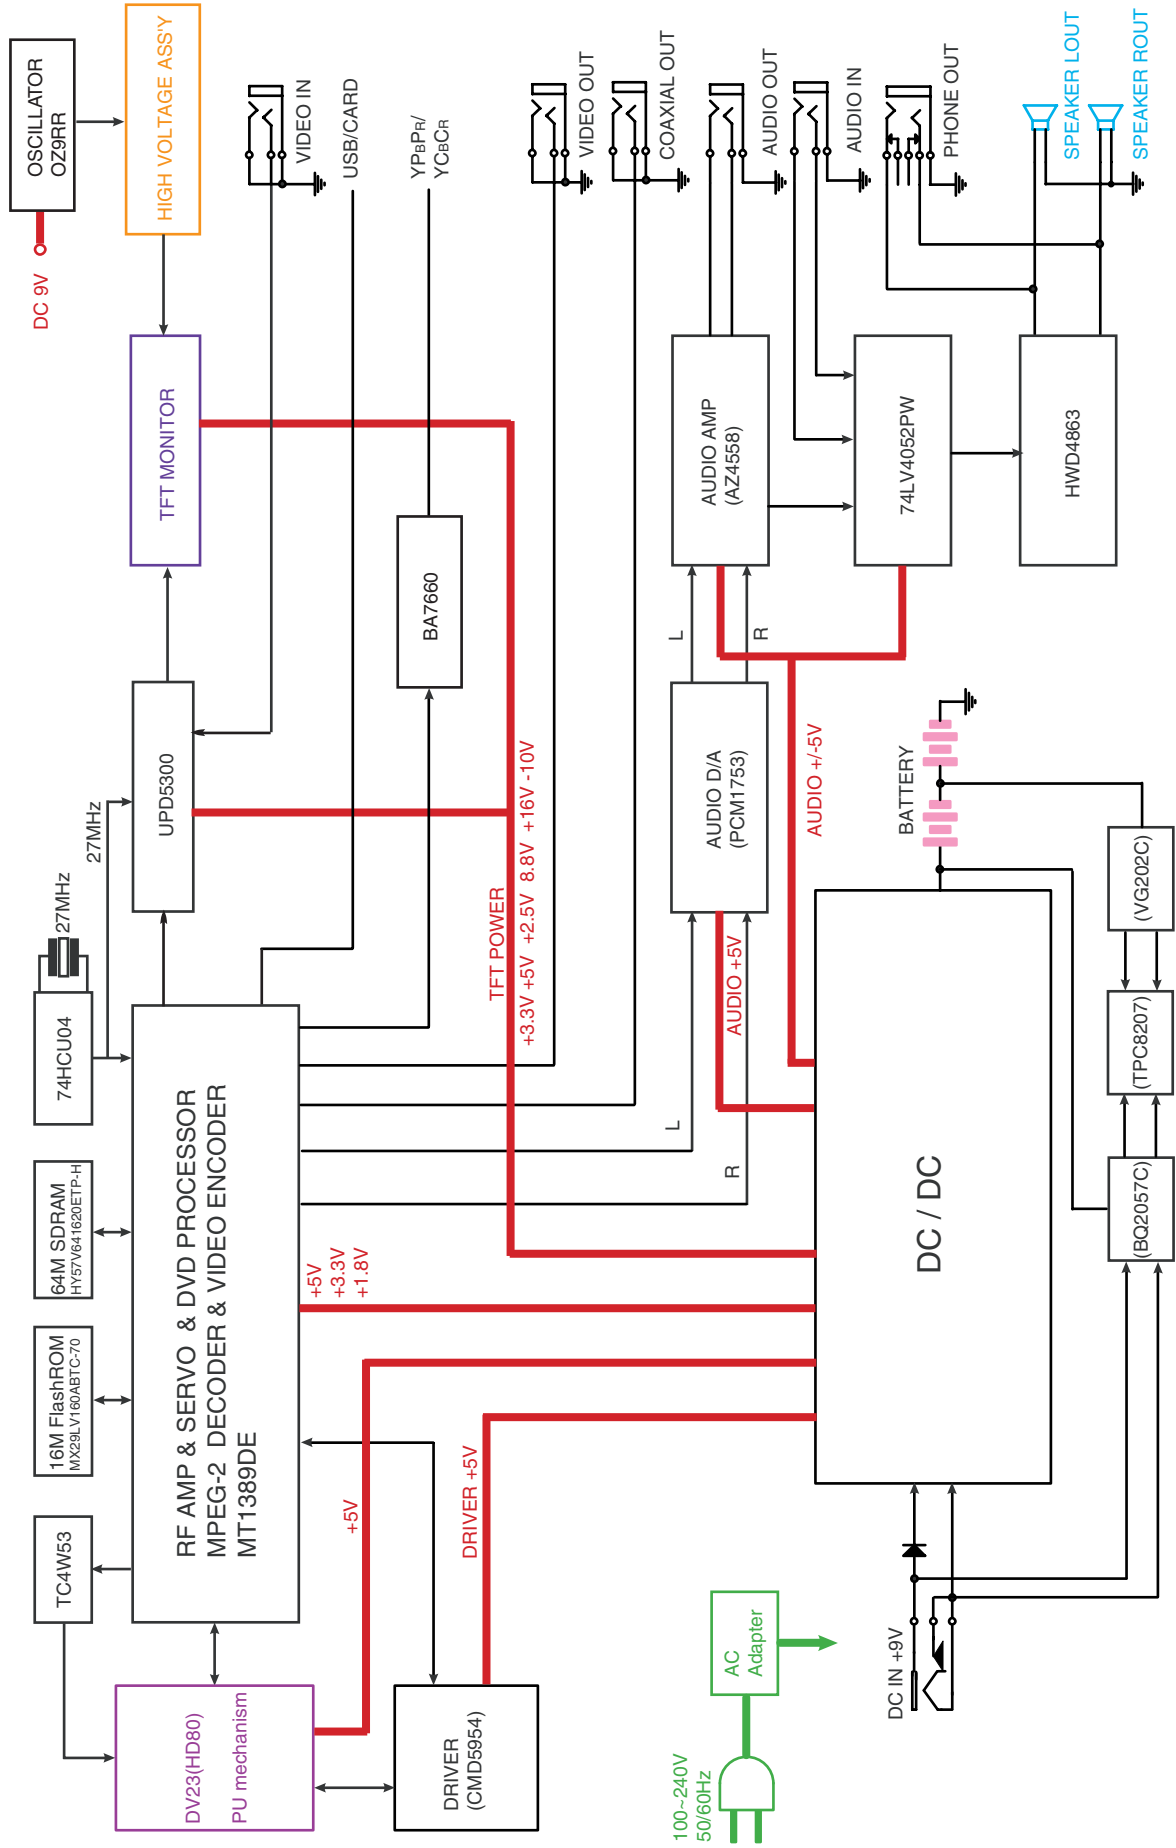 OSCILLATOR
OZ9RR
DC 9V
HIGH VOLTAGE ASS'Y
TFT MONITOR
UPD5300
27MHz
27MHz
74HCU04
64M SDRAM
HY57V641620ETP-H
16M FlashROM
MX29LV160ABTC-70
TC4W53
RF AMP & SERVO & DVD PROCESSOR
MPEG-2 DECODER & VIDEO ENCODER
MT1389DE
DV23(HD80)
PU mechanism
DRIVER
(CMD5954)
VIDEO IN
USB/CARD
YPBPR/
YCBCR
BA7660
VIDEO OUT
COAXIAL OUT
AUDIO OUT
AUDIO IN
PHONE OUT
SPEAKER LOUT
SPEAKER ROUT
TFT POWER
+3.3V +5V +2.5V 8.8V +16V -10V
+5V
+3.3V
+1.8V
+5V
DRIVER +5V
L
R
AUDIO D/A
(PCM1753)
L
R
AUDIO AMP
(AZ4558)
74LV4052PW
HWD4863
AUDIO +5V
AUDIO +/-5V
BATTERY
DC / DC
(VG202C)
(TPC8207)
(BQ2057C)
DC IN +9V
AC
Adapter
100~240V
50/60Hz